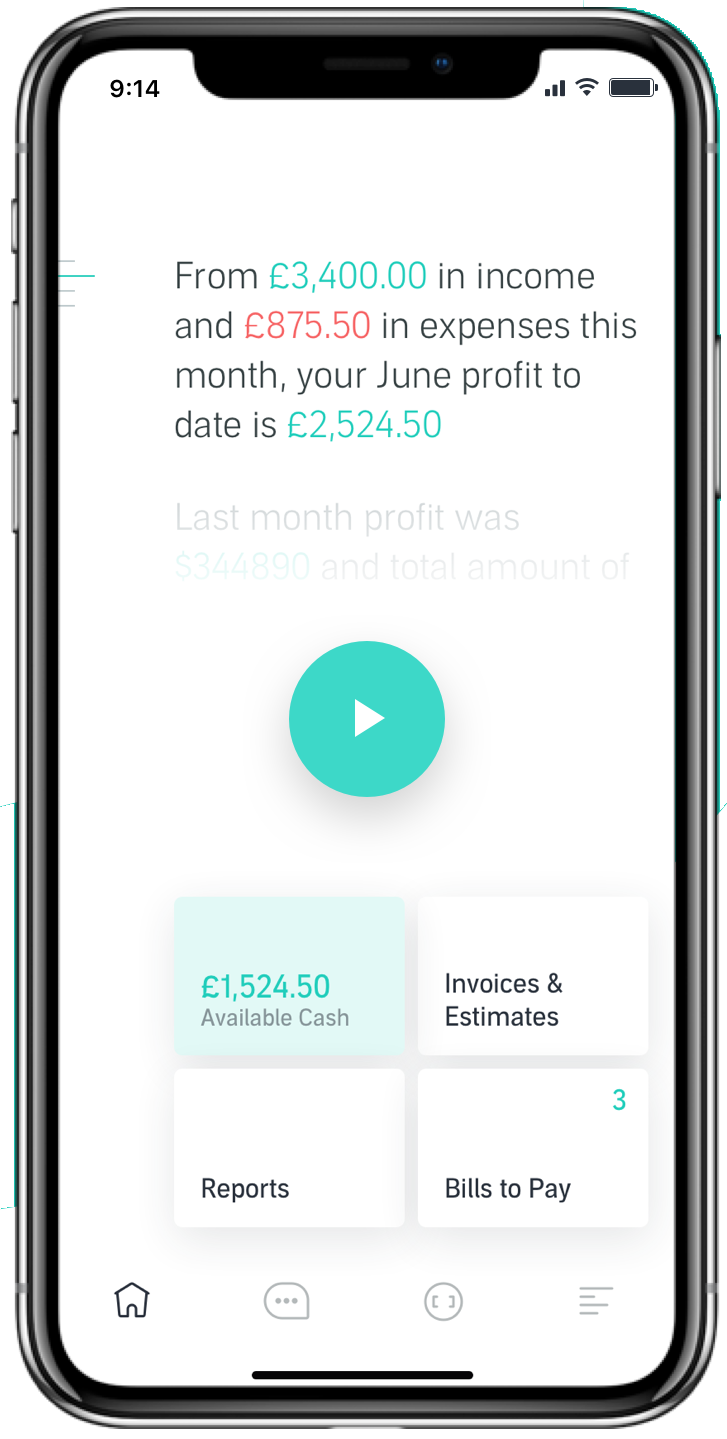 9:14
From £3,400.00 in income
and £875.50 in expenses this
month, your June profit to
date is £2,524.50
Last month profit was
$344890 and total amount of
£1,524.50
Available Cash
Invoices &
Estimates
Reports
3
Bills to Pay